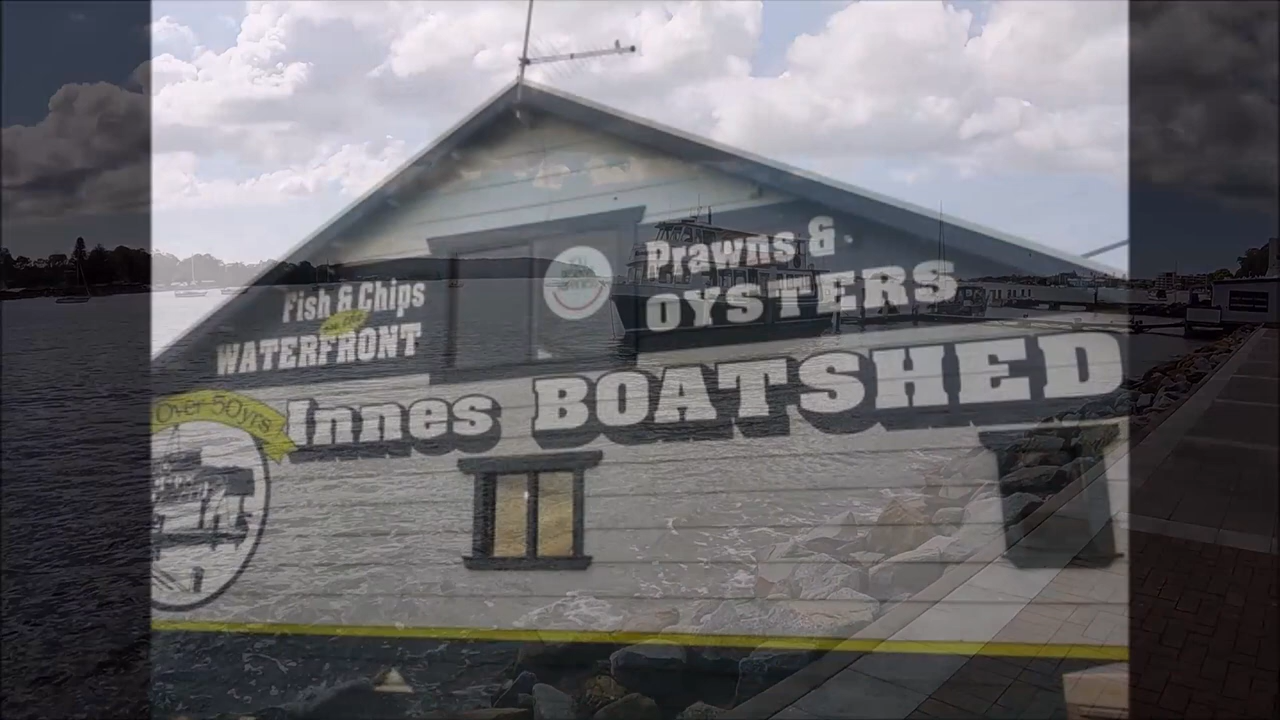 Fish & Chips
WATERFRONT
Prawns &
OYSTERS
Over 50yrs
Innes BOATSHED